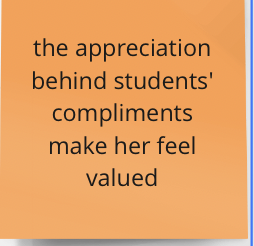 the appreciation
behind students'
compliments
make her feel
valued